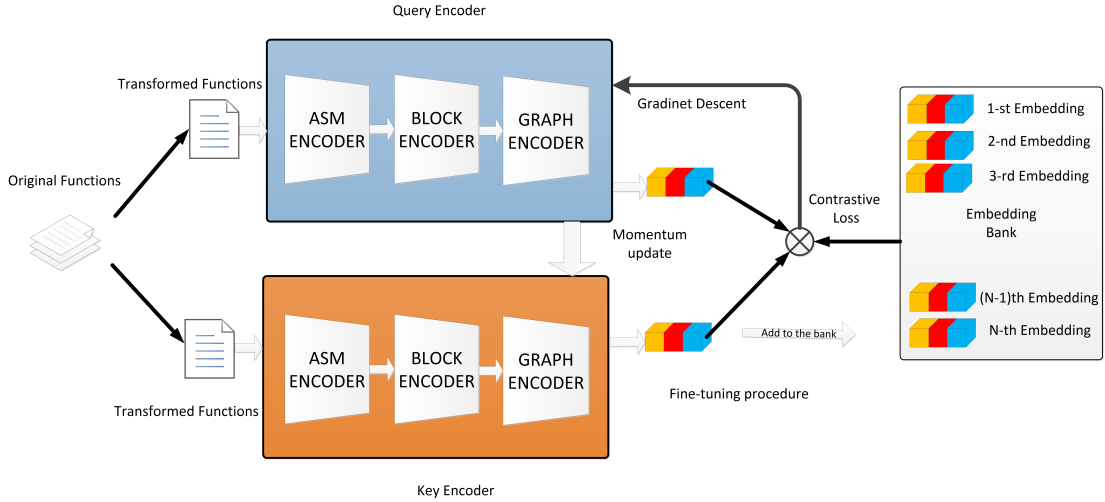 Query Encoder
Transformed Functions
ASM
ENCODER
BLOCK
ENCODER
GRAPH
ENCODER
Gradinet Descent
1-st Embedding
2-nd Embedding
3-rd Embedding
Original Functions
Contrastive
Loss
Embedding
Bank
Momentum
update
(N-1)th Embedding
N-th Embedding
Add to the bank
ASM
ENCODER
BLOCK
ENCODER
GRAPH
ENCODER
Transformed Functions
Fine-tuning procedure
Key Encoder